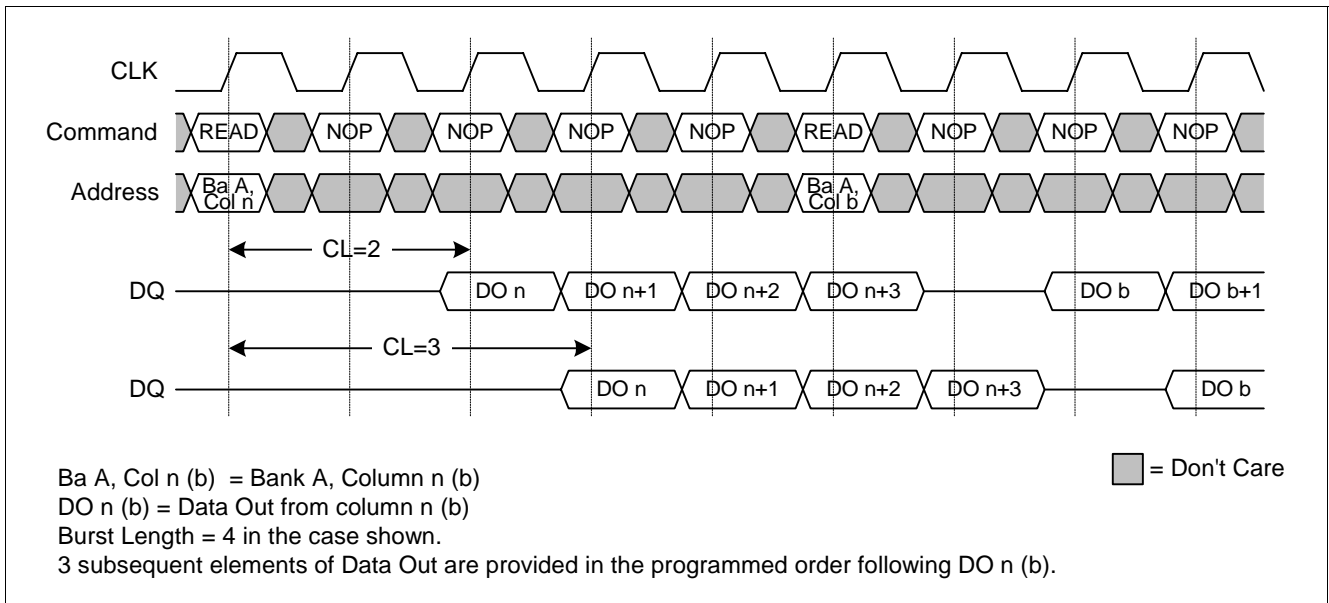 CLK
Command READ NOP NOP NOP NOP READ NOP NOP NOP
Address Ba A, Col n Ba A, Col b
CL=2
DQ DO n DO n+1 DO n+2 DO n+3 DO b DO b+1
CL=3
DQ DO n DO n+1 DO n+2 DO n+3 DO b
Ba A, Col n (b) = Bank A, Column n (b)
= Don't Care
DO n (b) = Data Out from column n (b)
Burst Length = 4 in the case shown.
3 subsequent elements of Data Out are provided in the programmed order following DO n (b).